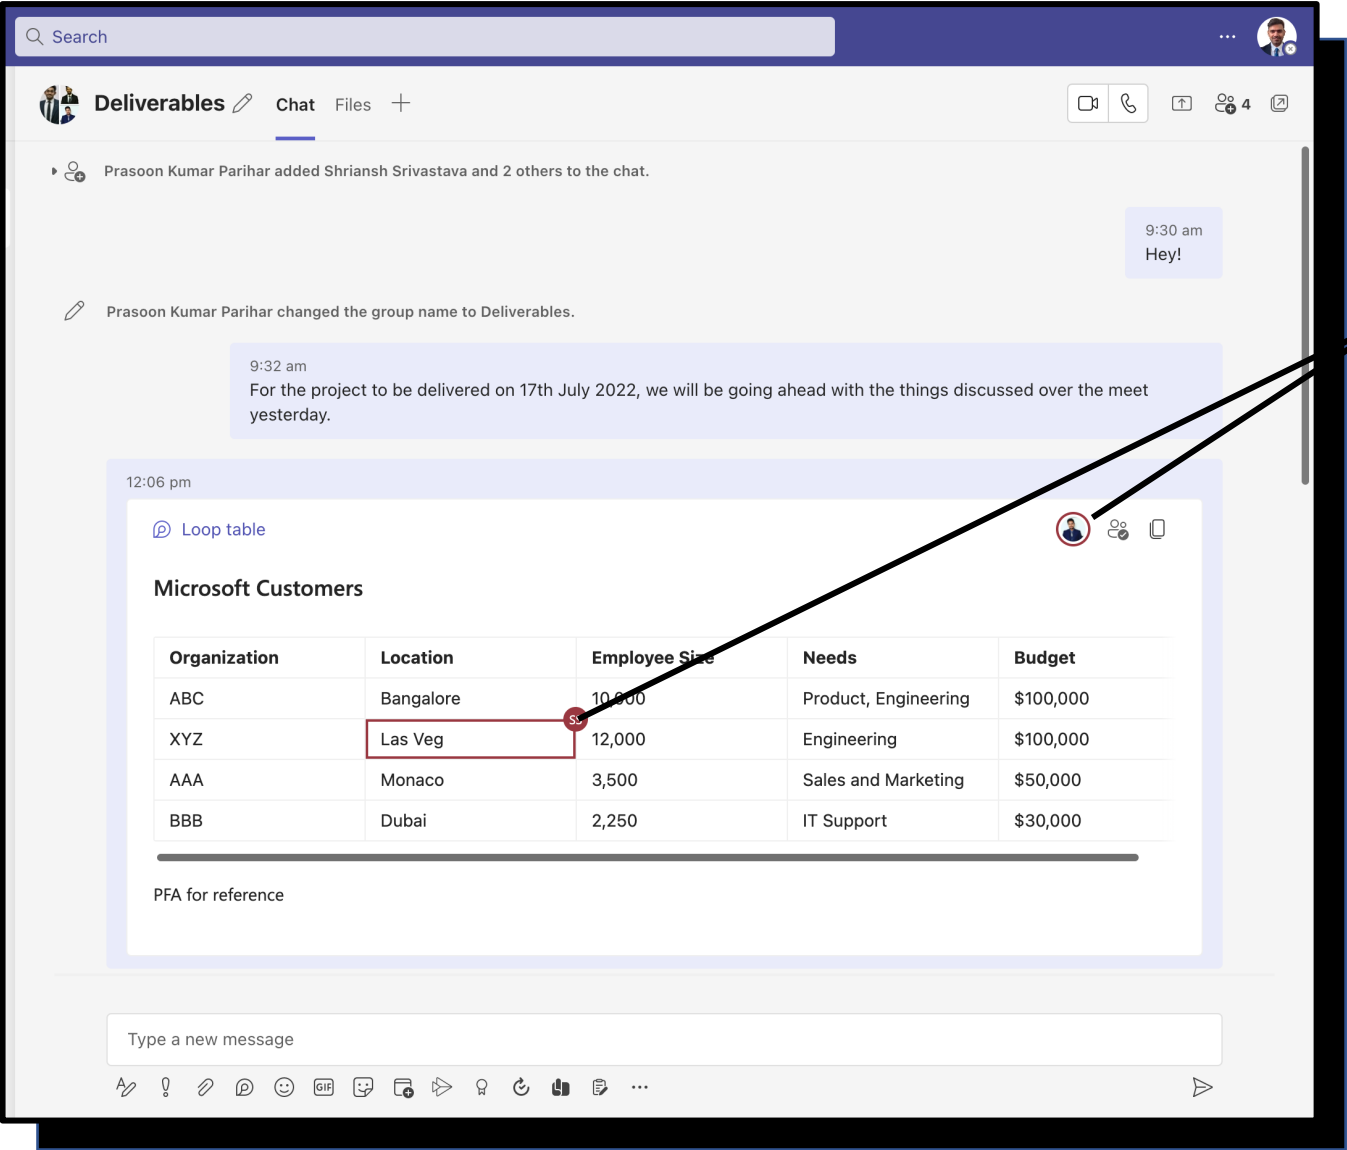 Search
Deliverables Chat Files
4
Prasoon Kumar Parihar added Shriansh Srivastava and 2 others to the chat.
9:30 am
Hey!
Prasoon Kumar Parihar changed the group name to Deliverables.
9:32 am
For the project to be delivered on 17th July 2022, we will be going ahead with the things discussed over the meet
yesterday.
12:06 pm
Loop table
Microsoft Customers
Organization Location Employee Size Needs Budget
ABC Bangalore 10,000 Product, Engineering $100,000
SS
XYZ Las Veg 12,000 Engineering $100,000
AAA Monaco 3,500 Sales and Marketing $50,000
BBB Dubai 2,250 IT Support $30,000
PFA for reference
Type a new message
GIF